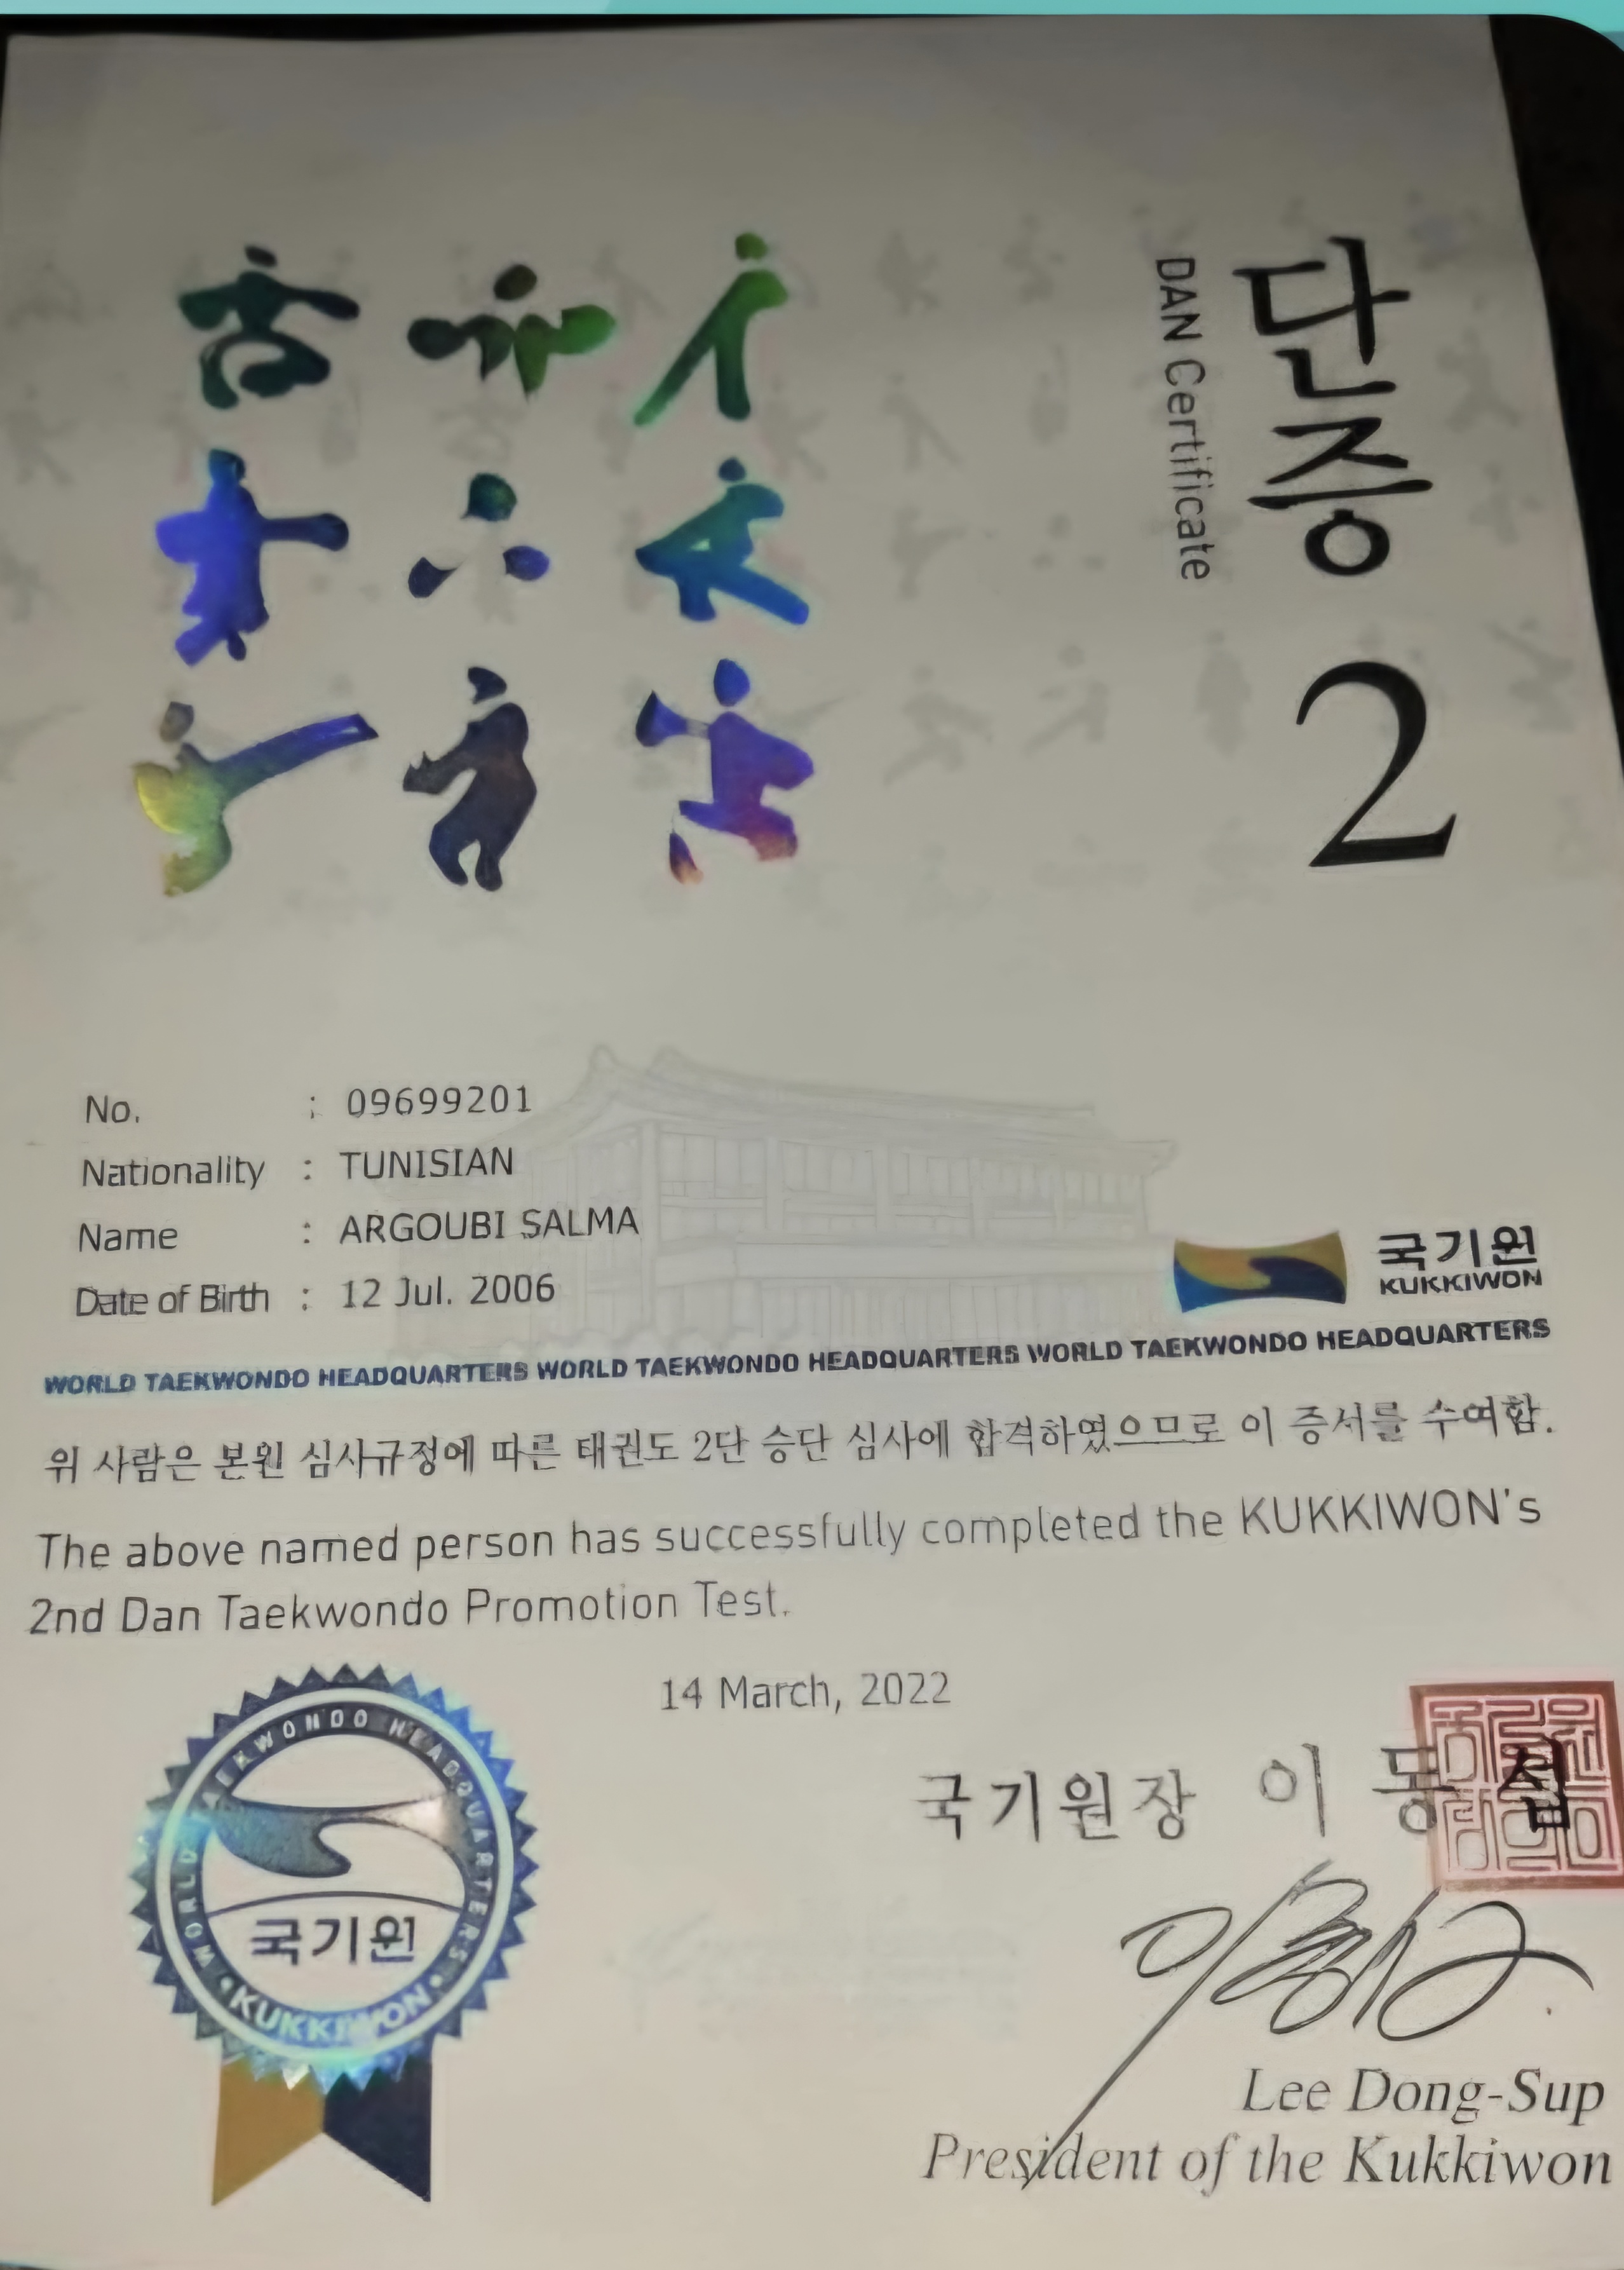 단증
DAN Certificate
2
No. : 09699201
Nationality : TUNISIAN
Name : ARGOUBI SALMA
Date of Birth : 12 Jul. 2006
국기원
KUKKIWON
WORLD TAEKWONDO HEADQUARTERS WORLD TAEKWONDO HEADQUARTERS WORLD TAEKWONDO HEADQUARTERS
위 사람은 본원 심사규정에 따른 태권도 2단 승단 심사에 합격하였으므로 이 증서를 수여함.
The above named person has successfully completed the KUKKIWON's
2nd Dan Taekwondo Promotion Test.
14 March, 2022
국기원장 이 동 섭
WORLD TAEKWONDO HEADQUARTERS
국기원
• KUKKIWON •
Lee Dong-Sup
President of the Kukkiwon